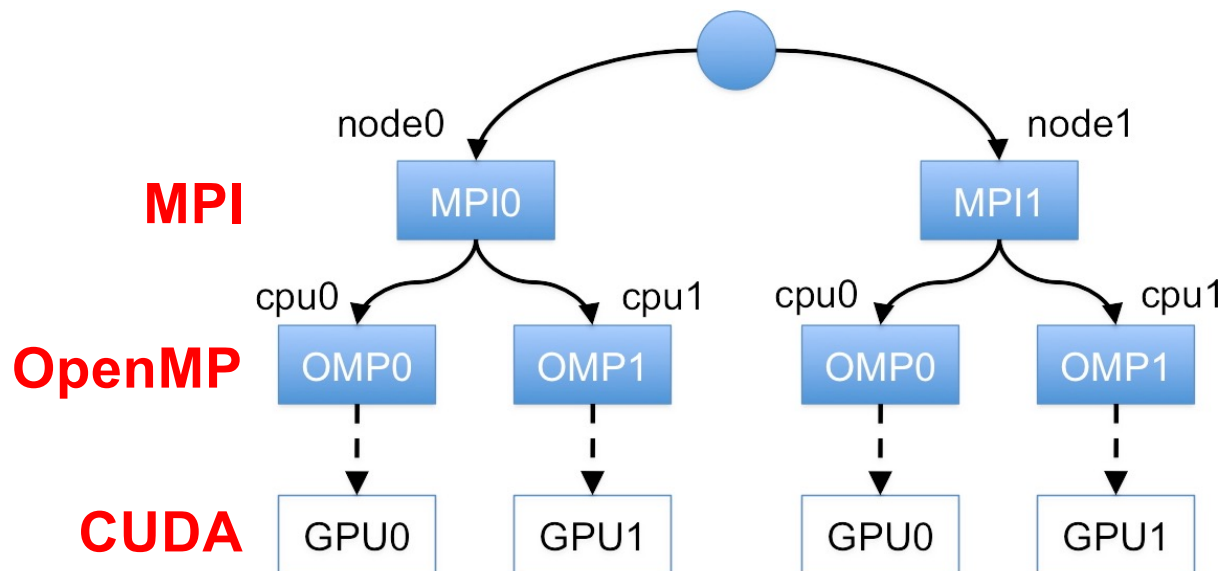 node0 node1
MPI MPI0 MPI1
cpu0 cpu1 cpu0 cpu1
OpenMP OMP0 OMP1 OMP0 OMP1
CUDA GPU0 GPU1 GPU0 GPU1